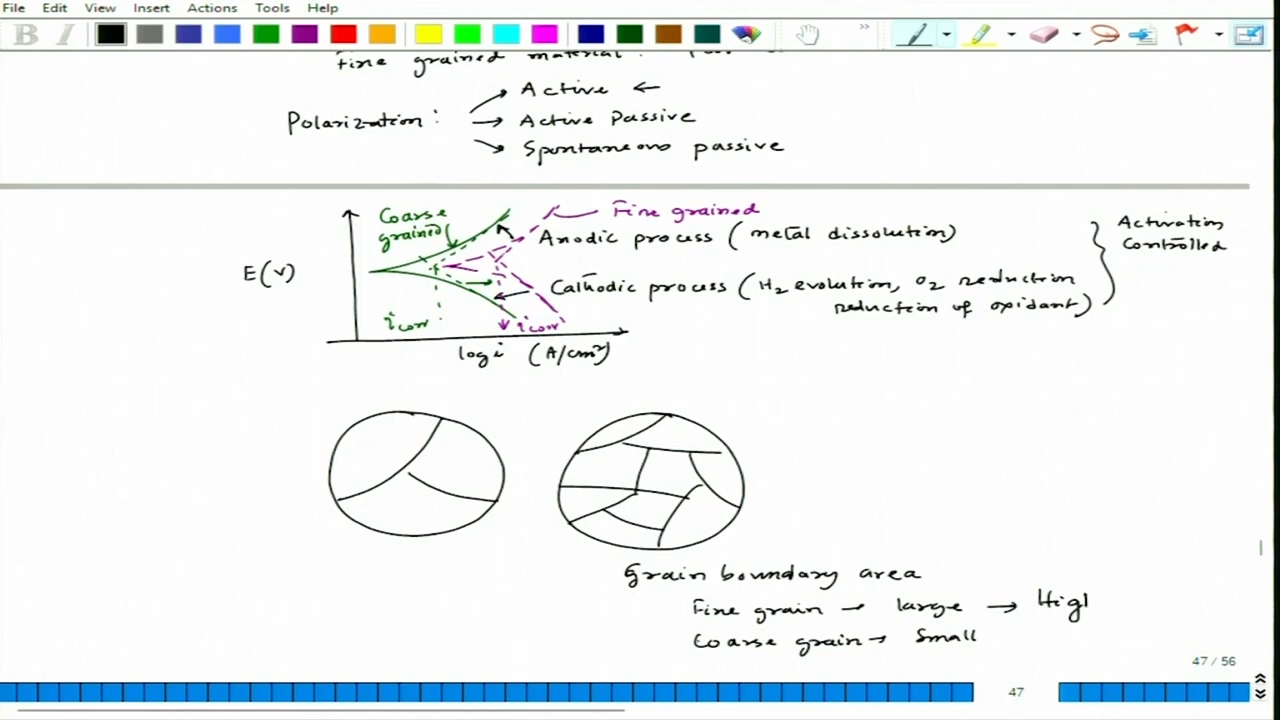 File Edit View Insert Actions Tools Help
B I
Fine grained material :
Active ←
Polarization : → Active Passive
Spontaneous passive
Coarse grained
Fine grained
Anodic process (metal dissolution)
Activation Controlled
E(V)
Cathodic process (H2 evolution, O2 reduction
reduction of oxidant)
icorr icorr
log i (A/cm²)
Grain boundary area
Fine grain → large → Higl
Coarse grain → Small
47 / 56
47